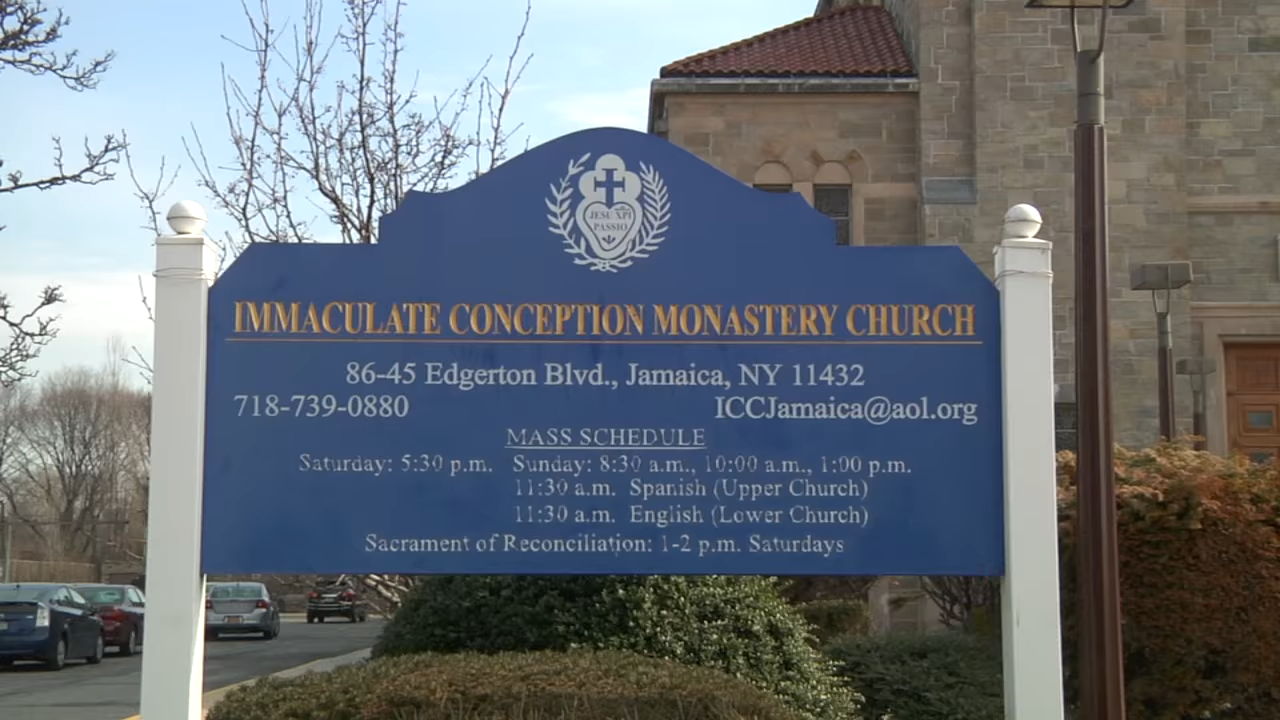 JESU XPI
PASSIO
IMMACULATE CONCEPTION MONASTERY CHURCH
86-45 Edgerton Blvd., Jamaica, NY 11432
718-739-0880 ICCJamaica@aol.org
MASS SCHEDULE
Saturday: 5:30 p.m. Sunday: 8:30 a.m., 10:00 a.m., 1:00 p.m.
11:30 a.m. Spanish (Upper Church)
11:30 a.m. English (Lower Church)
Sacrament of Reconciliation: 1-2 p.m. Saturdays